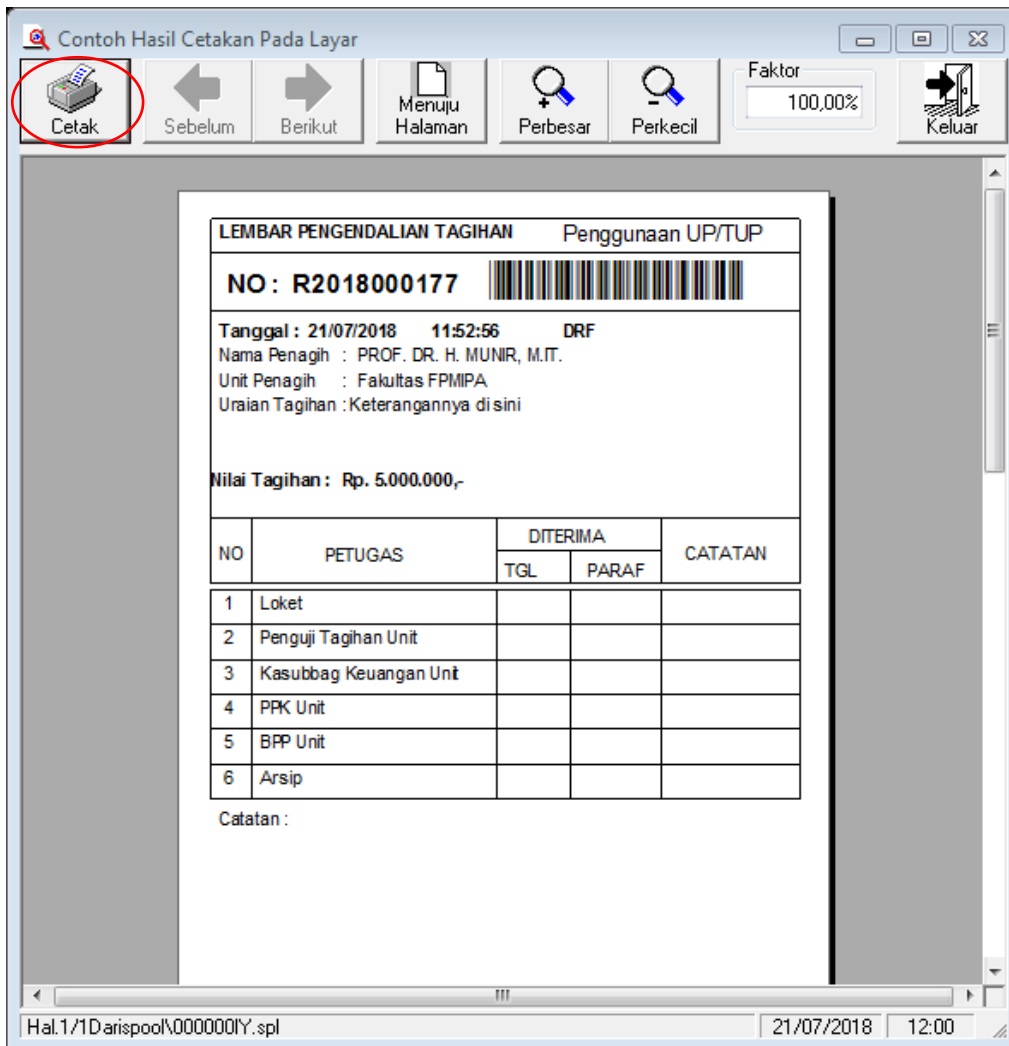 Contoh Hasil Cetakan Pada Layar
Cetak
Sebelum
Berikut
Menuju
Halaman
Perbesar
Perkecil
Faktor
100,00%
Keluar
LEMBAR PENGENDALIAN TAGIHAN Penggunaan UP/TUP
NO : R2018000177
Tanggal : 21/07/2018 11:52:56 DRF
Nama Penagih : PROF. DR. H. MUNIR, M.IT.
Unit Penagih : Fakultas FPMIPA
Uraian Tagihan : Keterangannya di sini
Nilai Tagihan : Rp. 5.000.000,-
NO PETUGAS DITERIMA CATATAN
TGL PARAF
1 Loket
2 Penguji Tagihan Unit
3 Kasubbag Keuangan Unit
4 PPK Unit
5 BPP Unit
6 Arsip
Catatan :
Hal.1/1Darispool\000000IY.spl 21/07/2018 12:00